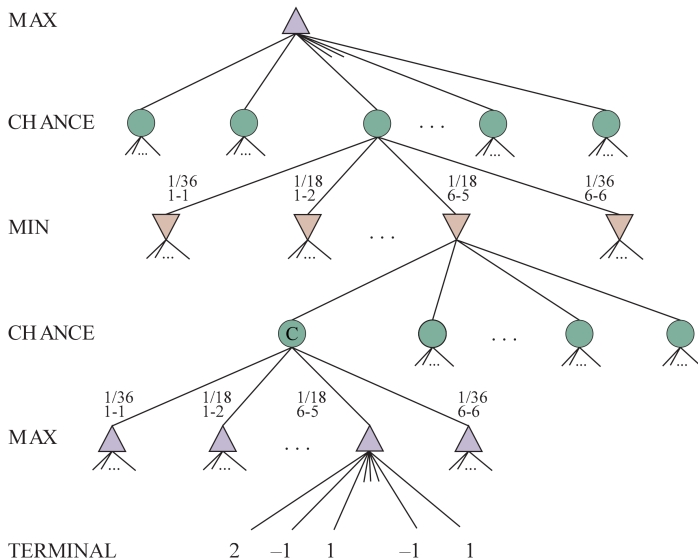 MAX
CHANCE
...
... ... ... ... ...
1/36 1/18 1/18 1/36
1-1 1-2 6-5 6-6
MIN
...
... ... ... ...
CHANCE C
...
... ... ...
1/36 1/18 1/18 1/36
1-1 1-2 6-5 6-6
MAX
...
... ... ...
TERMINAL 2 –1 1 –1 1